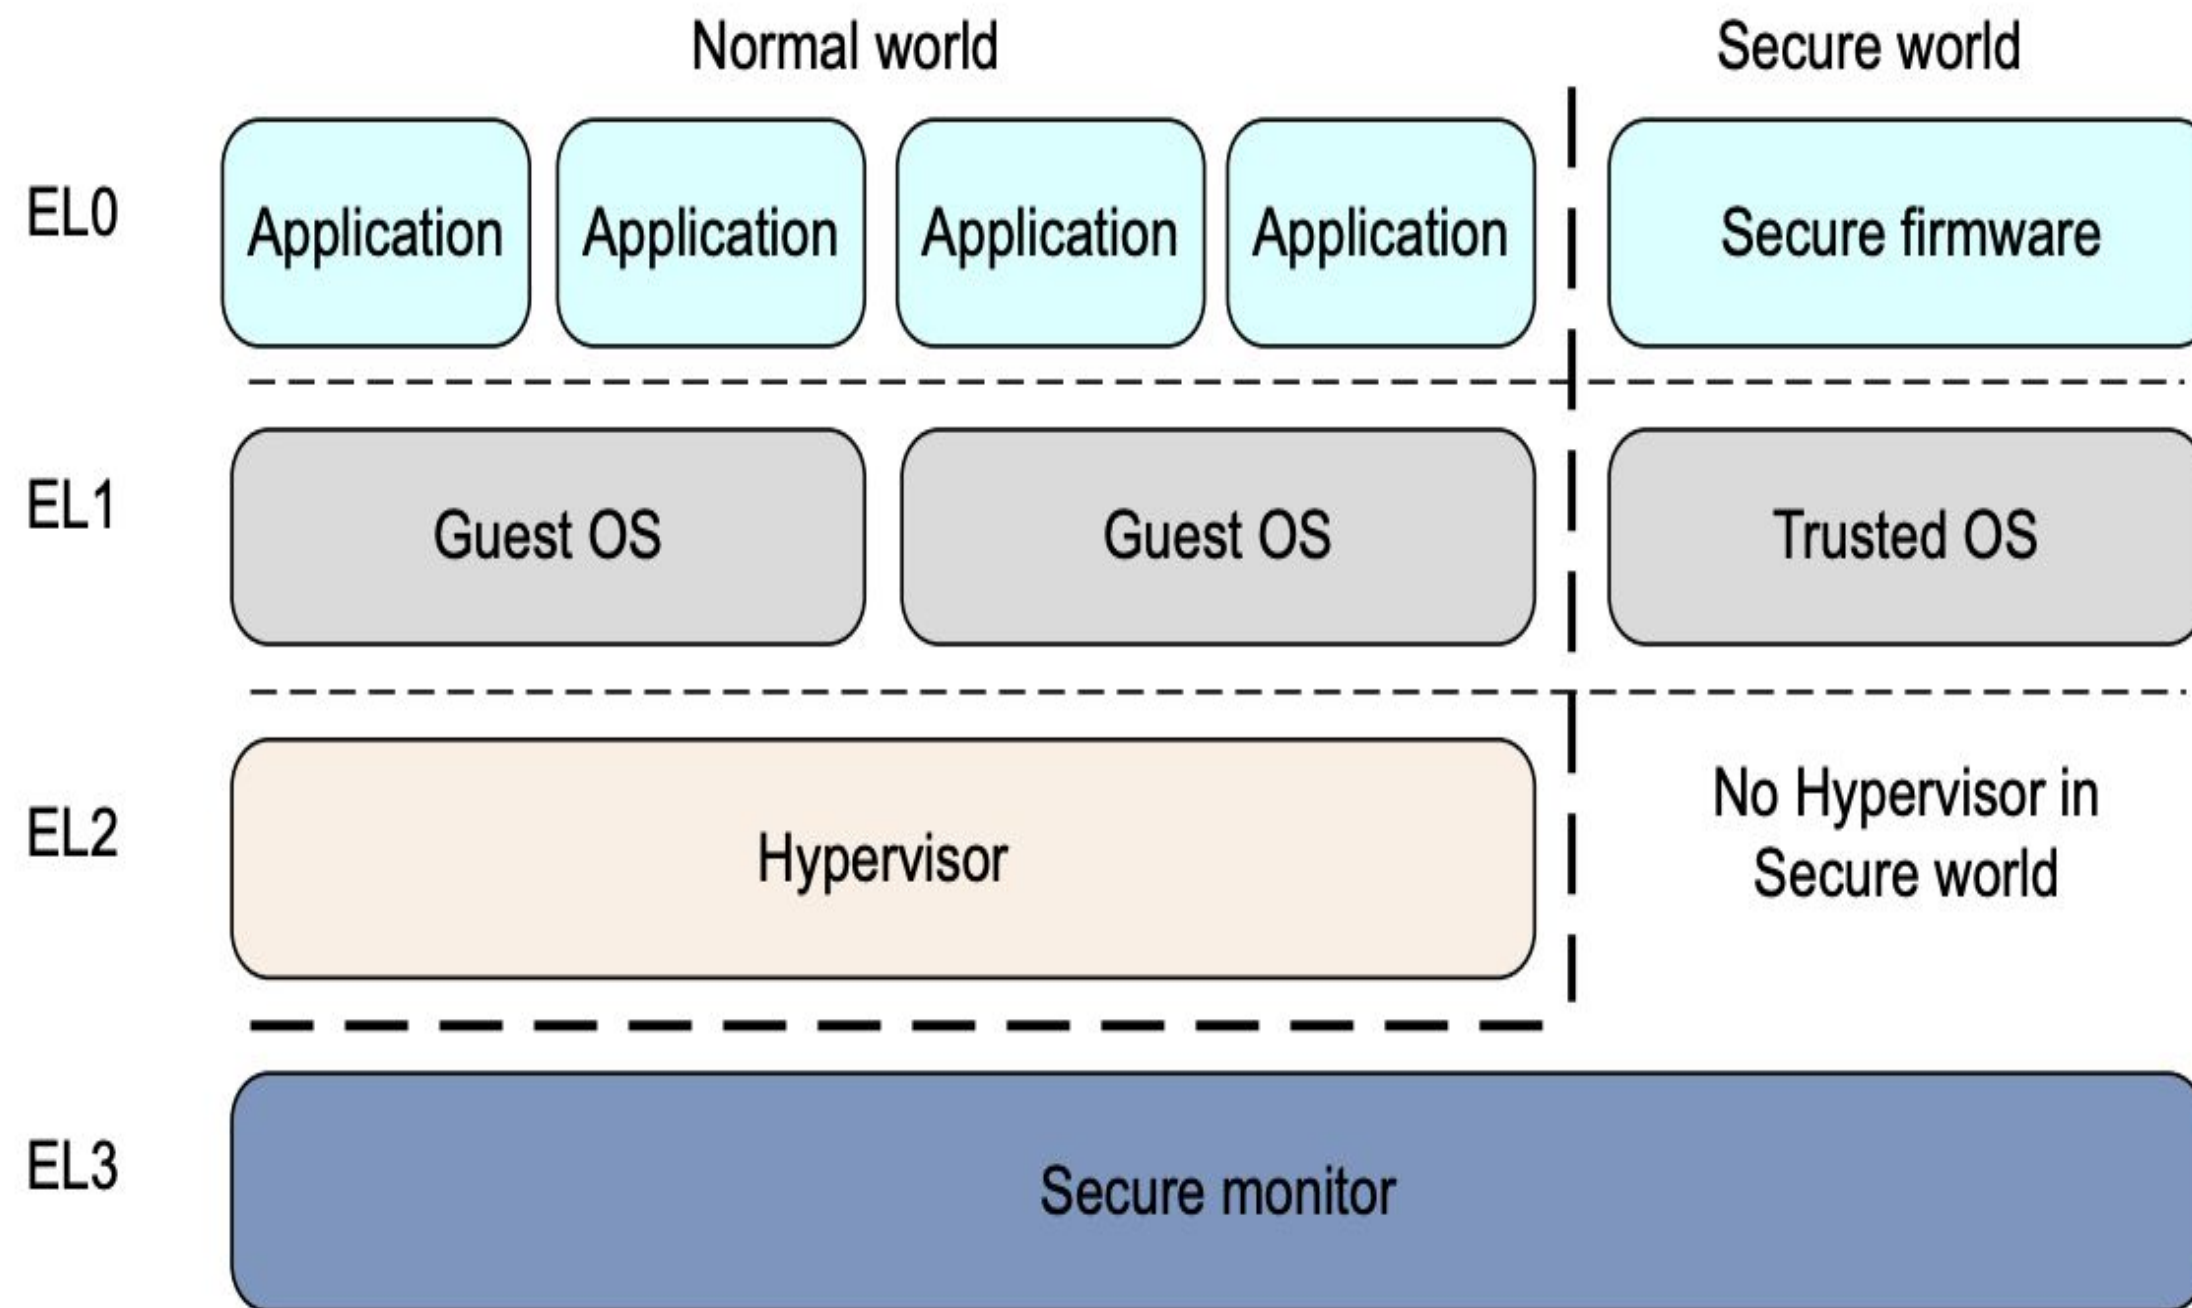 Normal world
Secure world
EL0
Application
Application
Application
Application
Secure firmware
EL1
Guest OS
Guest OS
Trusted OS
EL2
Hypervisor
No Hypervisor in
Secure world
EL3
Secure monitor